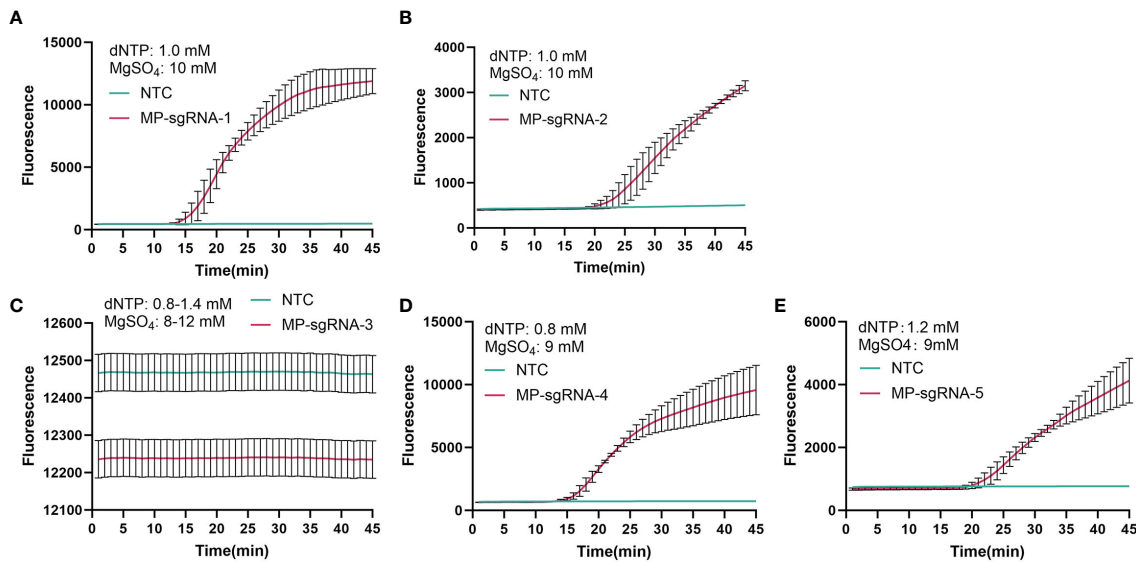 A
dNTP: 1.0 mM
MgSO₄: 10 mM
NTC
MP-sgRNA-1
Fluorescence
15000
10000
5000
0
0 5 10 15 20 25 30 35 40 45
Time(min)
B
dNTP: 1.0 mM
MgSO₄: 10 mM
NTC
MP-sgRNA-2
Fluorescence
4000
3000
2000
1000
0
0 5 10 15 20 25 30 35 40 45
Time(min)
C
dNTP: 0.8-1.4 mM
MgSO₄: 8-12 mM
NTC
MP-sgRNA-3
Fluorescence
12600
12500
12400
12300
12200
12100
0 5 10 15 20 25 30 35 40 45
Time(min)
D
dNTP: 0.8 mM
MgSO₄: 9 mM
NTC
MP-sgRNA-4
Fluorescence
15000
10000
5000
0
0 5 10 15 20 25 30 35 40 45
Time(min)
E
dNTP: 1.2 mM
MgSO4: 9mM
NTC
MP-sgRNA-5
Fluorescence
6000
4000
2000
0
0 5 10 15 20 25 30 35 40 45
Time(min)